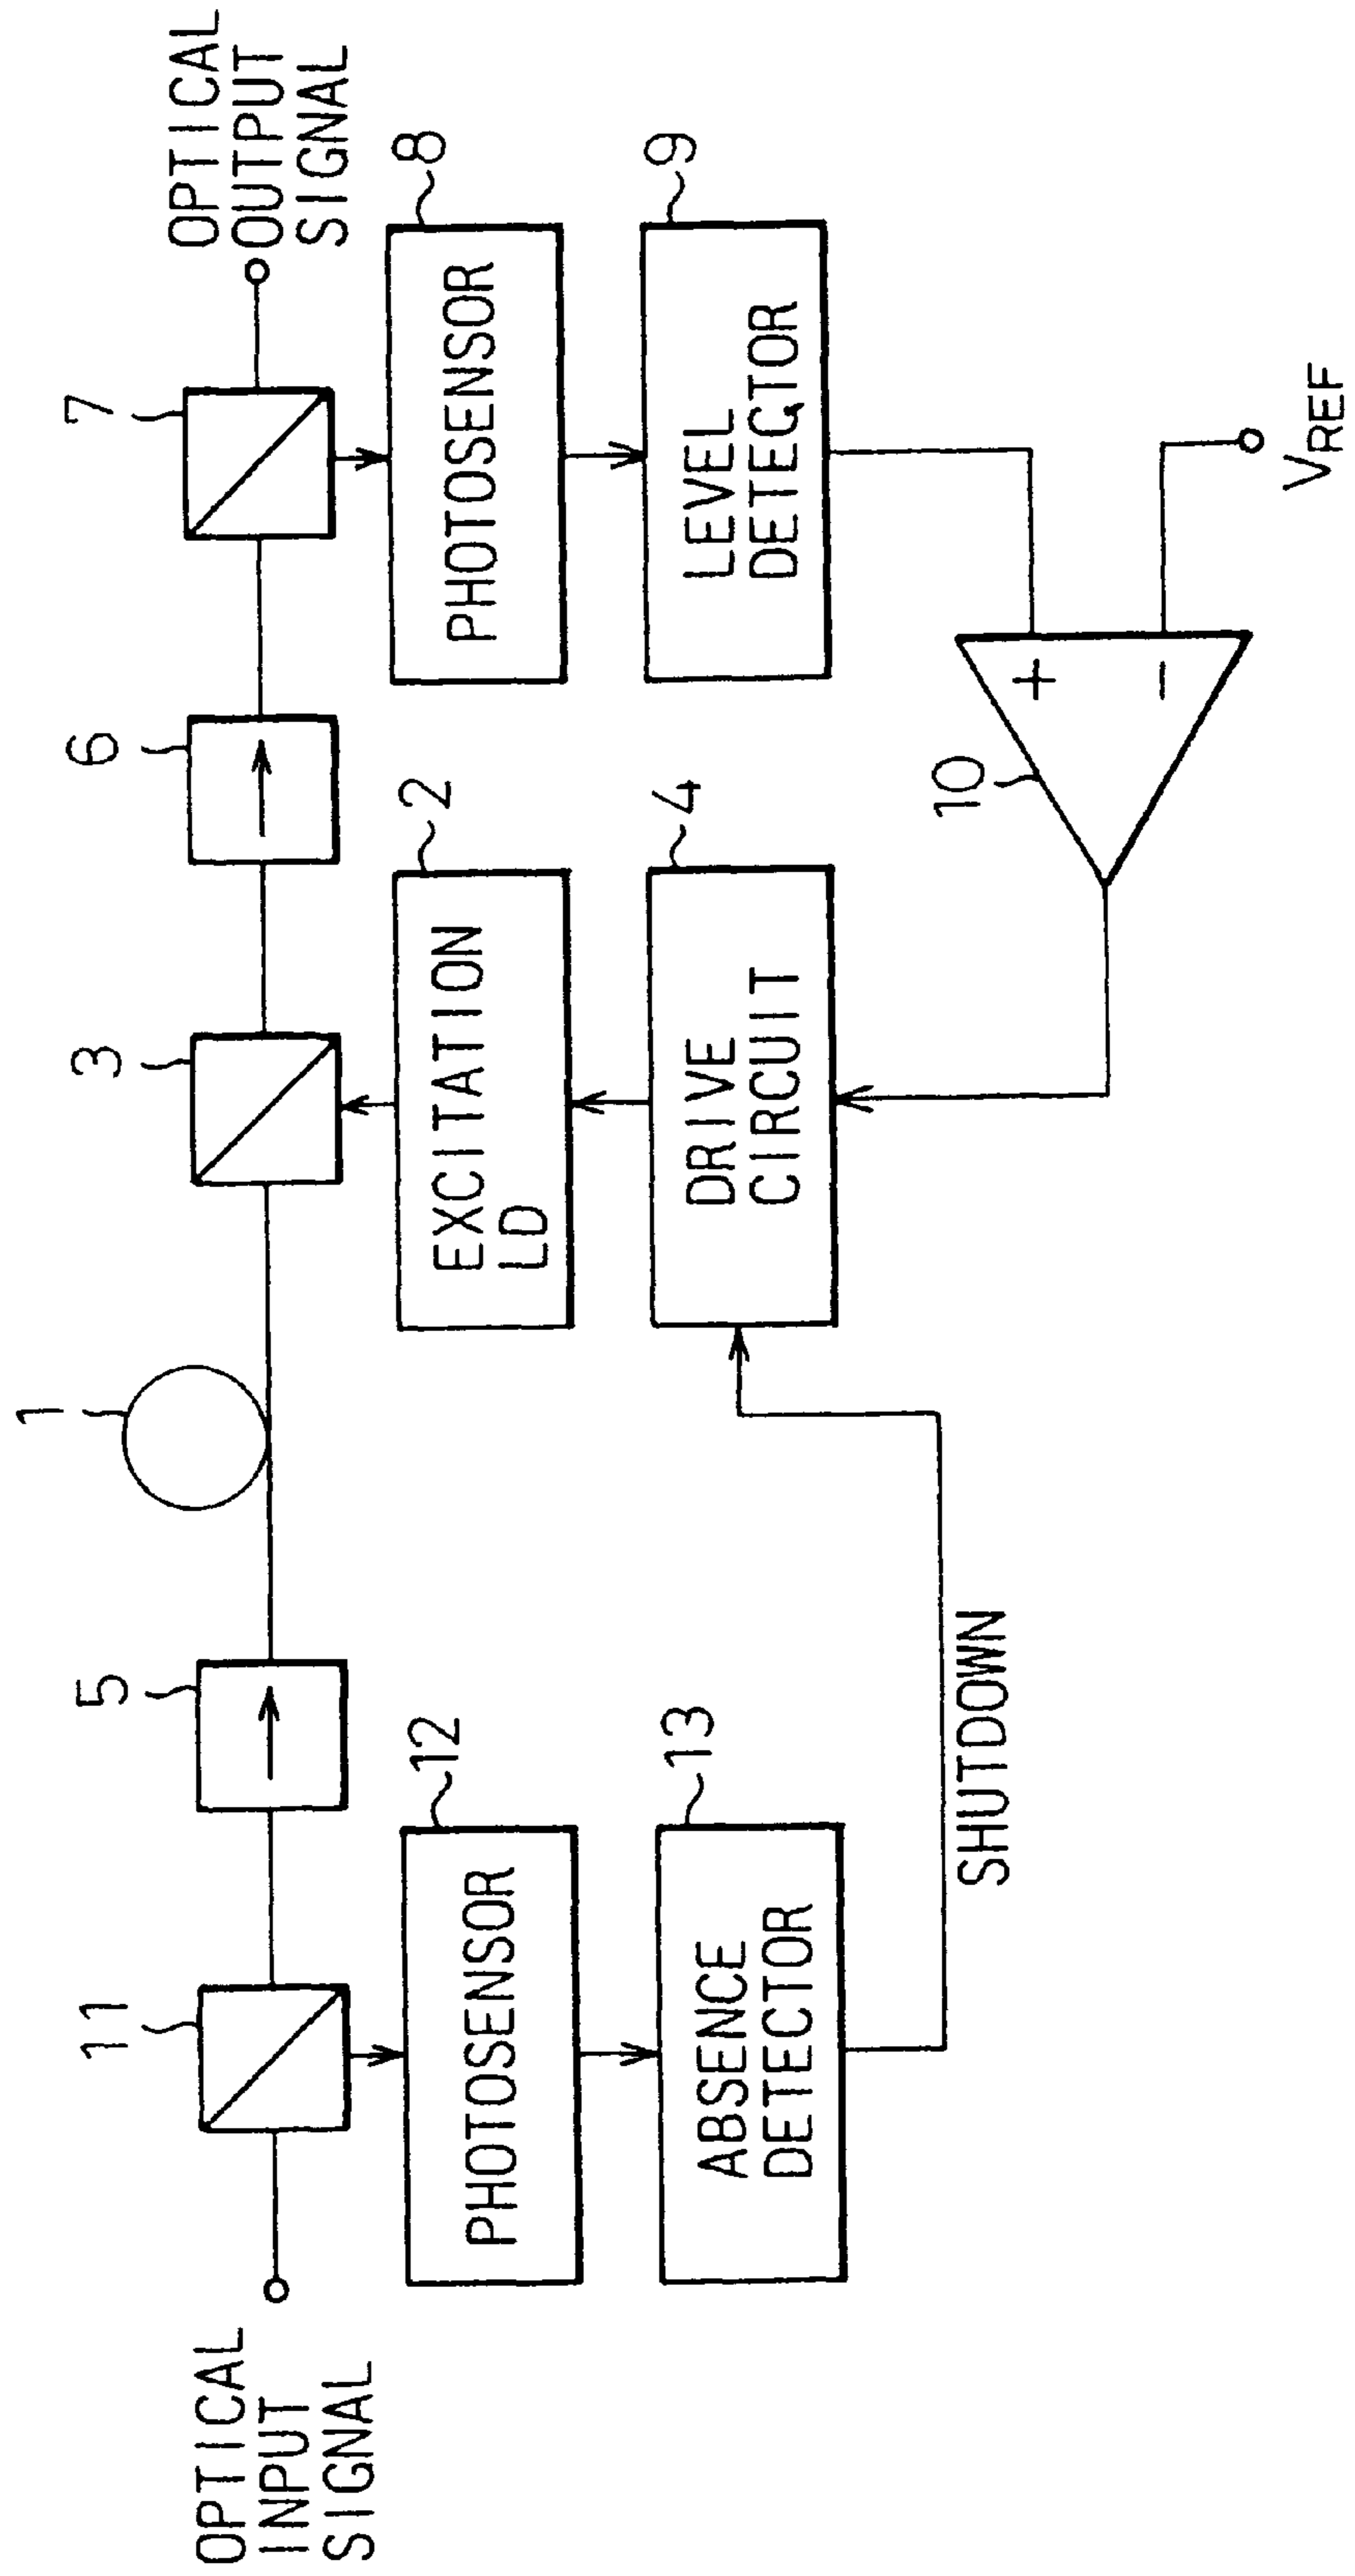 11
5
1
3
6
7
OPTICAL
INPUT
SIGNAL
OPTICAL
OUTPUT
SIGNAL
12
PHOTOSENSOR
2
EXCITATION
LD
8
PHOTOSENSOR
13
ABSENCE
DETECTOR
4
DRIVE
CIRCUIT
9
LEVEL
DETECTOR
SHUTDOWN
10
+
-
VREF